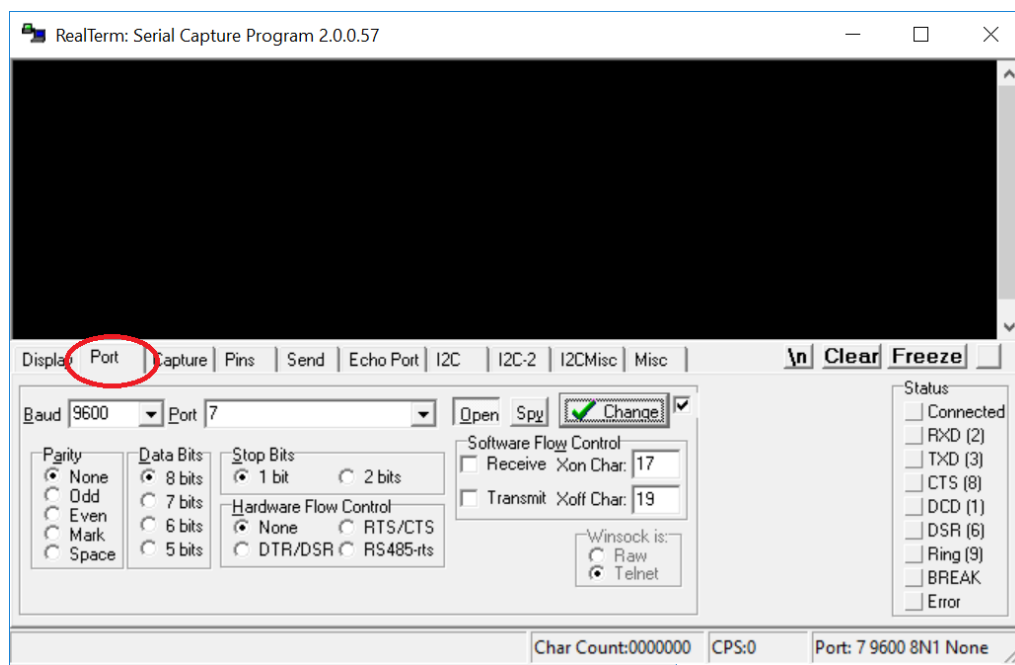 RealTerm: Serial Capture Program 2.0.0.57
Display Port Capture Pins Send Echo Port I2C I2C-2 I2CMisc Misc \n Clear Freeze
Baud 9600 Port 7 Open Spy Change
Parity
None
Odd
Even
Mark
Space
Data Bits
8 bits
7 bits
6 bits
5 bits
Stop Bits
1 bit 2 bits
Hardware Flow Control
None RTS/CTS
DTR/DSR RS485-rts
Software Flow Control
Receive Xon Char: 17
Transmit Xoff Char: 19
Winsock is:
Raw
Telnet
Status
Connected
RXD (2)
TXD (3)
CTS (8)
DCD (1)
DSR (6)
Ring (9)
BREAK
Error
Char Count:0000000 CPS:0 Port: 7 9600 8N1 None